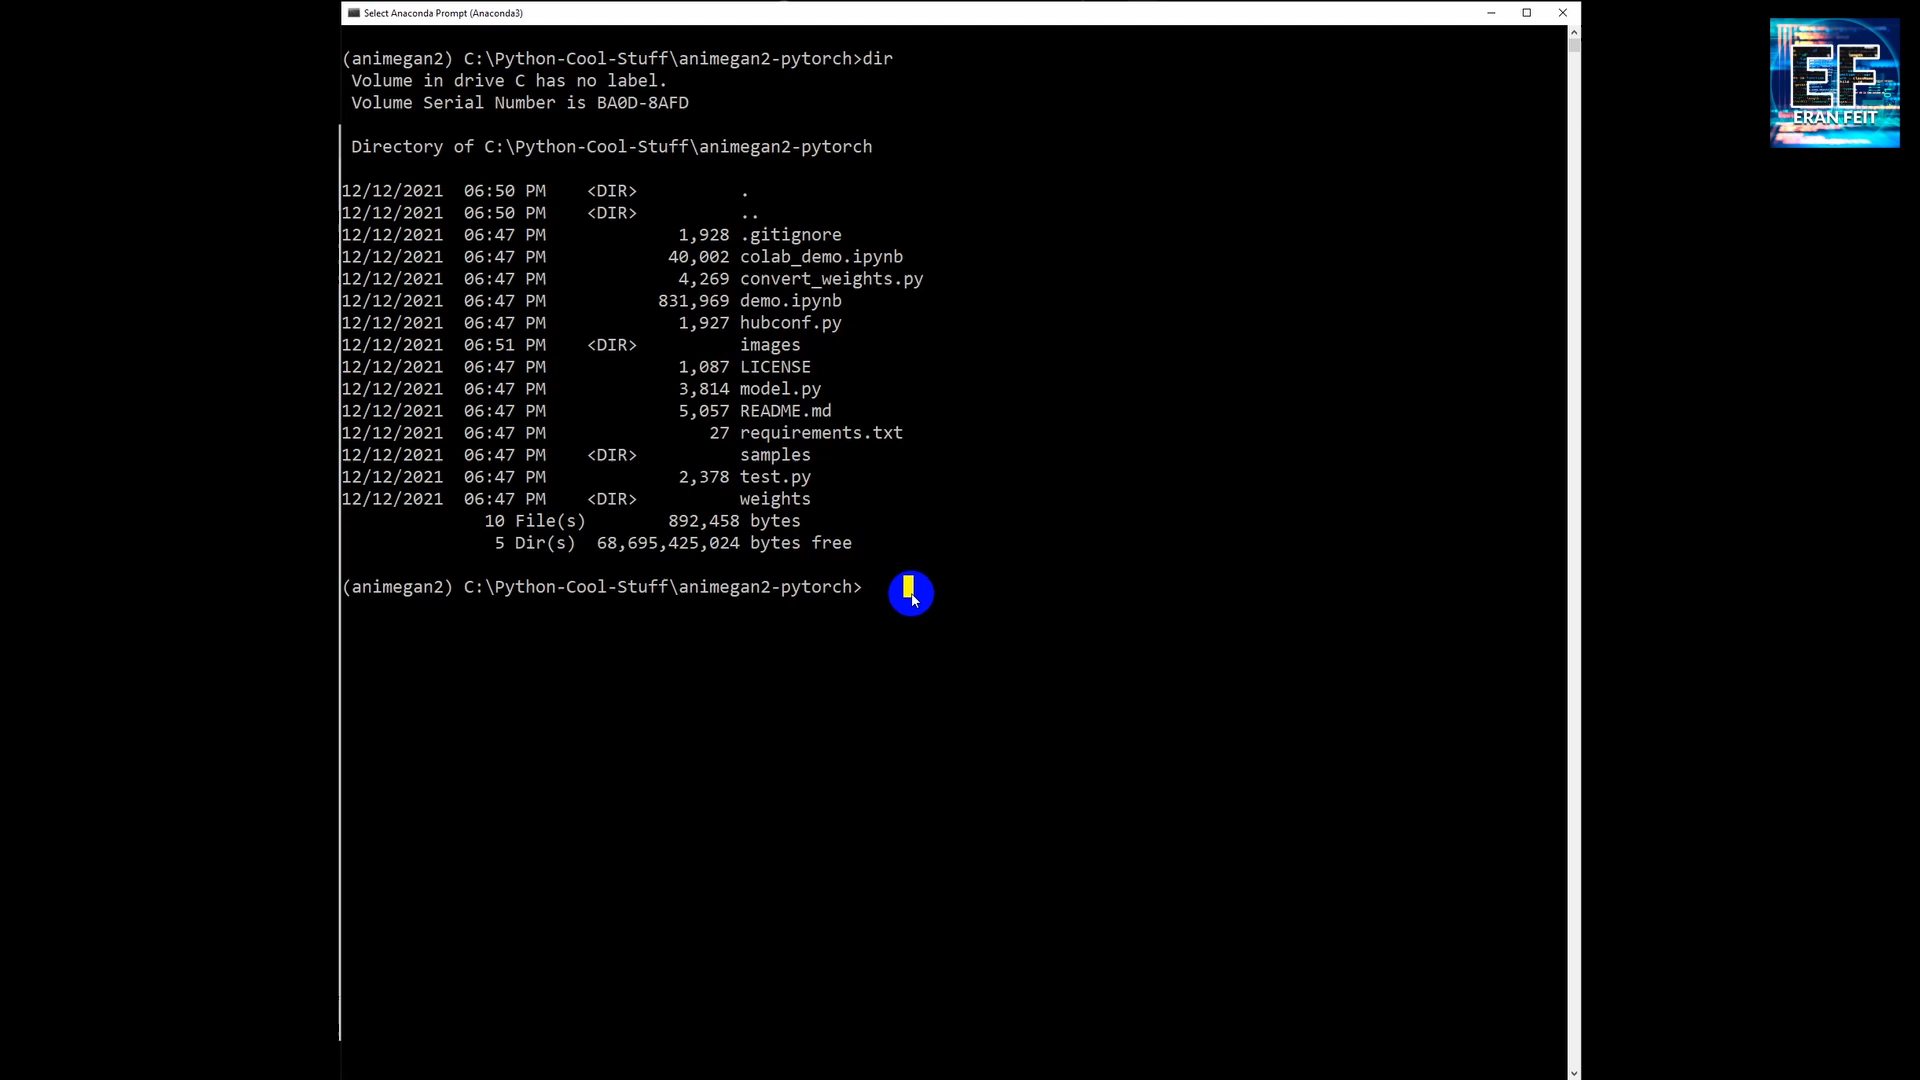 Select Anaconda Prompt (Anaconda3)
(animegan2) C:\Python-Cool-Stuff\animegan2-pytorch>dir
Volume in drive C has no label.
Volume Serial Number is BA0D-8AFD
Directory of C:\Python-Cool-Stuff\animegan2-pytorch
12/12/2021 06:50 PM <DIR> .
12/12/2021 06:50 PM <DIR> ..
12/12/2021 06:47 PM 1,928 .gitignore
12/12/2021 06:47 PM 40,002 colab_demo.ipynb
12/12/2021 06:47 PM 4,269 convert_weights.py
12/12/2021 06:47 PM 831,969 demo.ipynb
12/12/2021 06:47 PM 1,927 hubconf.py
12/12/2021 06:51 PM <DIR> images
12/12/2021 06:47 PM 1,087 LICENSE
12/12/2021 06:47 PM 3,814 model.py
12/12/2021 06:47 PM 5,057 README.md
12/12/2021 06:47 PM 27 requirements.txt
12/12/2021 06:47 PM <DIR> samples
12/12/2021 06:47 PM 2,378 test.py
12/12/2021 06:47 PM <DIR> weights
10 File(s) 892,458 bytes
5 Dir(s) 68,695,425,024 bytes free
(animegan2) C:\Python-Cool-Stuff\animegan2-pytorch>
EF
ERAN FEIT